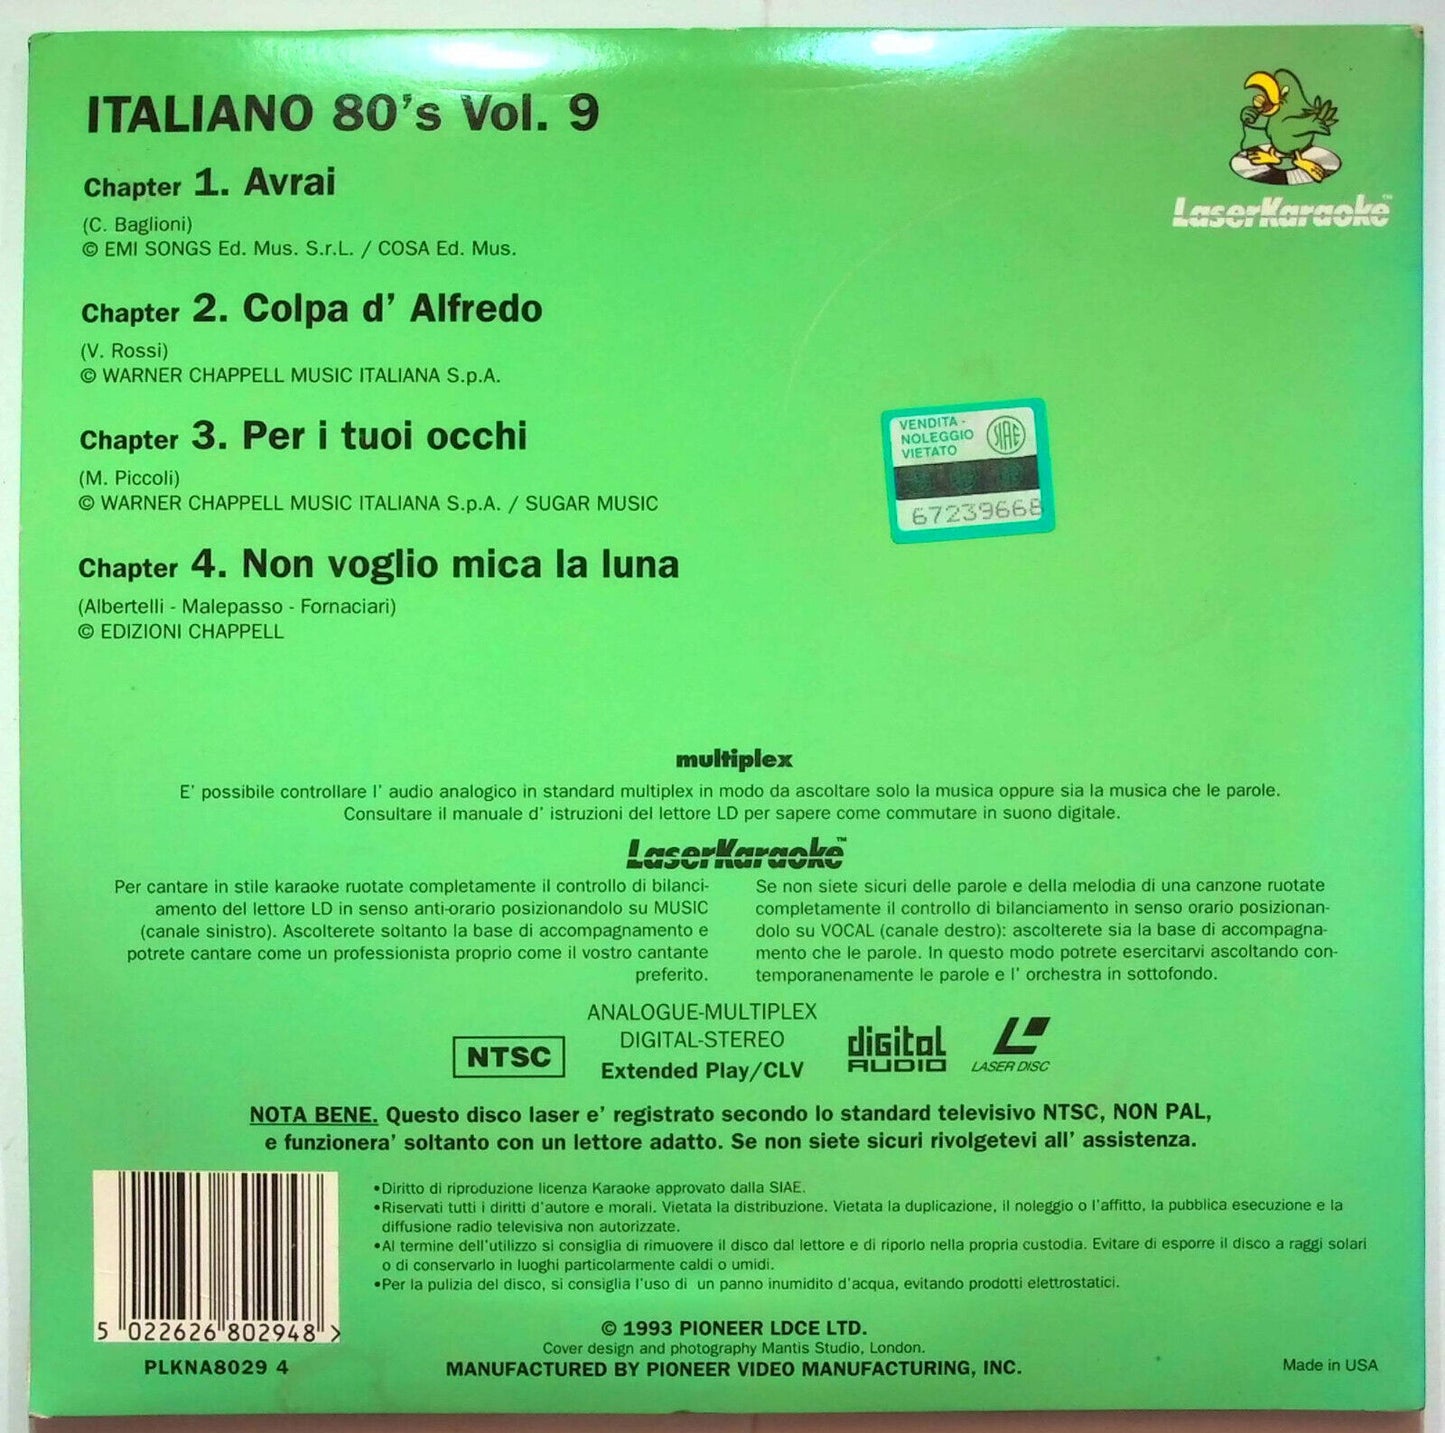 ITALIANO 80's Vol. 9
LaserKaraoke™
Chapter 1. Avrai
(C. Baglioni)
© EMI SONGS Ed. Mus. S.r.L. / COSA Ed. Mus.
Chapter 2. Colpa d' Alfredo
(V. Rossi)
© WARNER CHAPPELL MUSIC ITALIANA S.p.A.
Chapter 3. Per i tuoi occhi
(M. Piccoli)
© WARNER CHAPPELL MUSIC ITALIANA S.p.A. / SUGAR MUSIC
VENDITA -
NOLEGGIO
VIETATO
SIAE
67239668
Chapter 4. Non voglio mica la luna
(Albertelli - Malepasso - Fornaciari)
© EDIZIONI CHAPPELL
multiplex
E' possibile controllare l' audio analogico in standard multiplex in modo da ascoltare solo la musica oppure sia la musica che le parole.
Consultare il manuale d' istruzioni del lettore LD per sapere come commutare in suono digitale.
LaserKaraoke™
Per cantare in stile karaoke ruotate completamente il controllo di bilanci-
amento del lettore LD in senso anti-orario posizionandolo su MUSIC
(canale sinistro). Ascolterete soltanto la base di accompagnamento e
potrete cantare come un professionista proprio come il vostro cantante
preferito.
Se non siete sicuri delle parole e della melodia di una canzone ruotate
completamente il controllo di bilanciamento in senso orario posizionan-
dolo su VOCAL (canale destro): ascolterete sia la base di accompagna-
mento che le parole. In questo modo potrete esercitarvi ascoltando con-
temporanenamente le parole e l' orchestra in sottofondo.
NTSC
ANALOGUE-MULTIPLEX
DIGITAL-STEREO
Extended Play/CLV
digital
AUDIO
LASER DISC
NOTA BENE. Questo disco laser e' registrato secondo lo standard televisivo NTSC, NON PAL,
e funzionera' soltanto con un lettore adatto. Se non siete sicuri rivolgetevi all' assistenza.
•Diritto di riproduzione licenza Karaoke approvato dalla SIAE.
•Riservati tutti i diritti d'autore e morali. Vietata la distribuzione. Vietata la duplicazione, il noleggio o l'affitto, la pubblica esecuzione e la
diffusione radio televisiva non autorizzate.
•Al termine dell'utilizzo si consiglia di rimuovere il disco dal lettore e di riporlo nella propria custodia. Evitare di esporre il disco a raggi solari
o di conservarlo in luoghi particolarmente caldi o umidi.
•Per la pulizia del disco, si consiglia l'uso di un panno inumidito d'acqua, evitando prodotti elettrostatici.
5 022626 802948 >
PLKNA8029 4
© 1993 PIONEER LDCE LTD.
Cover design and photography Mantis Studio, London.
MANUFACTURED BY PIONEER VIDEO MANUFACTURING, INC.
Made in USA